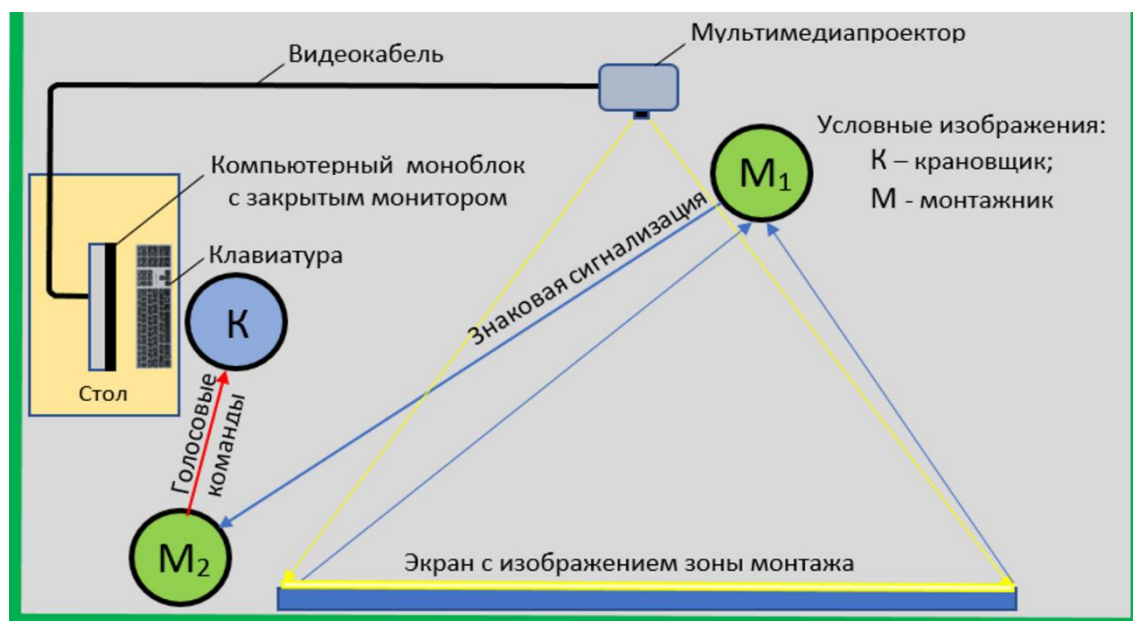 Мультимедиапроектор
Видеокабель
Условные изображения:
К – крановщик;
М - монтажник
Компьютерный моноблок
с закрытым монитором
М1
Знаковая сигнализация
Клавиатура
К
Стол
Голосовые
команды
М2
Экран с изображением зоны монтажа